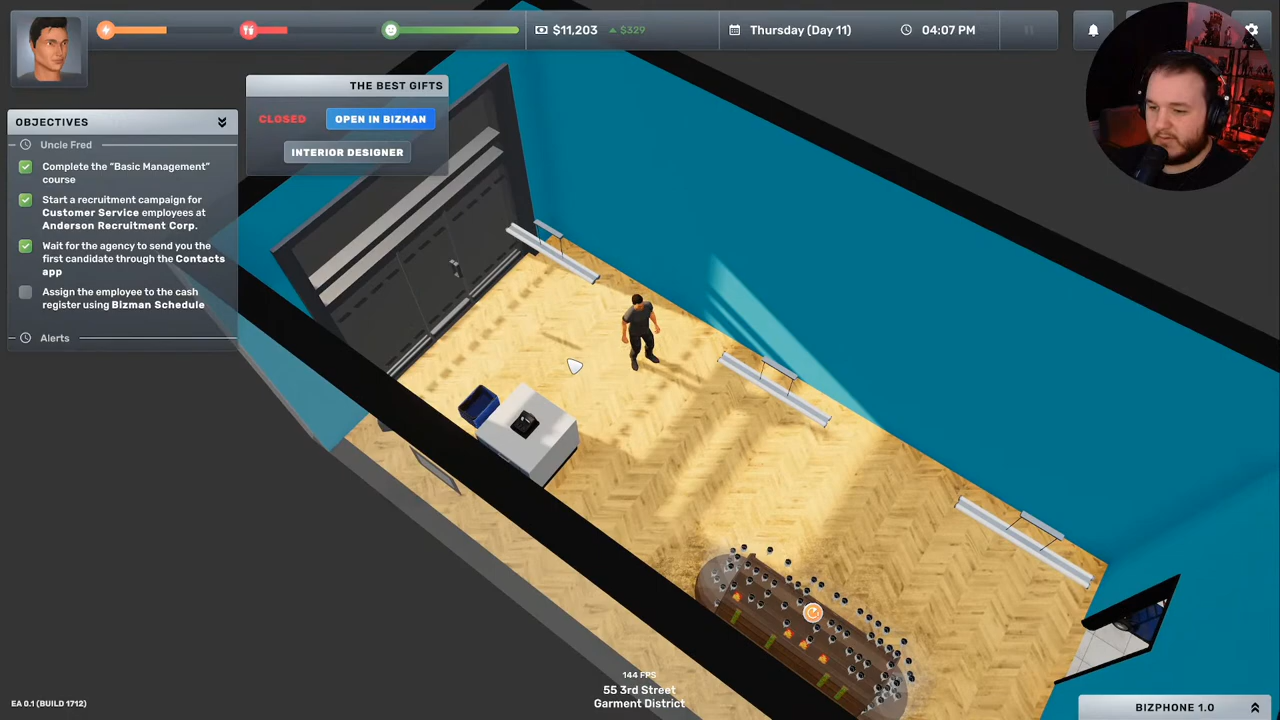 $11,203
$329
Thursday (Day 11)
04:07 PM
THE BEST GIFTS
CLOSED
OPEN IN BIZMAN
INTERIOR DESIGNER
OBJECTIVES
Uncle Fred
Complete the “Basic Management”
course
Start a recruitment campaign for
Customer Service employees at
Anderson Recruitment Corp.
Wait for the agency to send you the
first candidate through the Contacts
app
Assign the employee to the cash
register using Bizman Schedule
Alerts
144 FPS
55 3rd Street
Garment District
EA 0.1 (BUILD 1712)
BIZPHONE 1.0